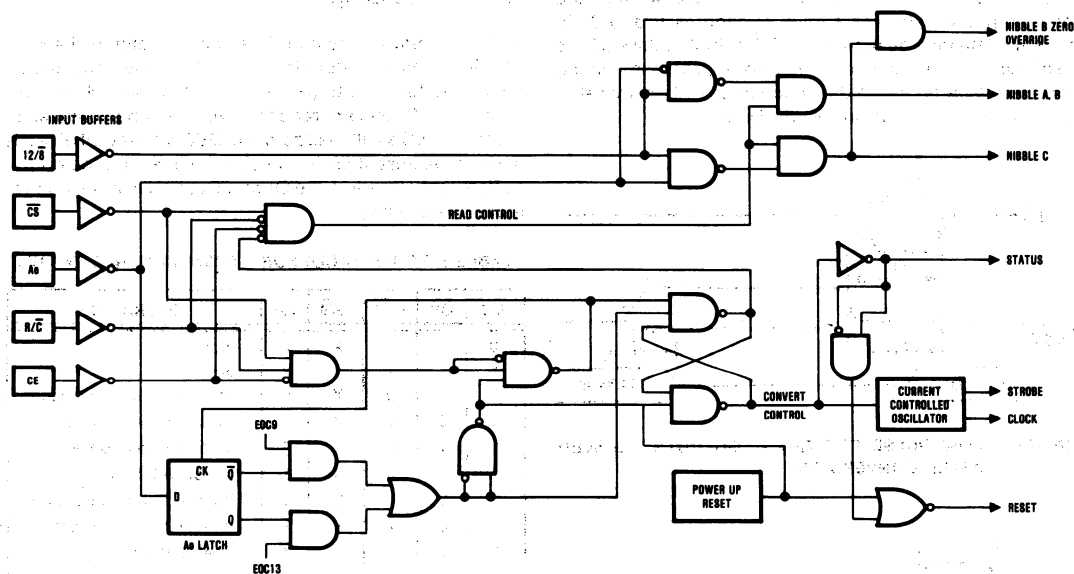 NIBBLE B ZERO
OVERRIDE
NIBBLE A, B
INPUT BUFFERS
12/8̅
NIBBLE C
C̅S̅
READ CONTROL
Ao
STATUS
R/C̅
CE
CONVERT
CONTROL
CURRENT
CONTROLLED
OSCILLATOR
STROBE
CLOCK
EOC9
CK
Q̅
D
Q
POWER UP
RESET
RESET
Ao LATCH
EOC13